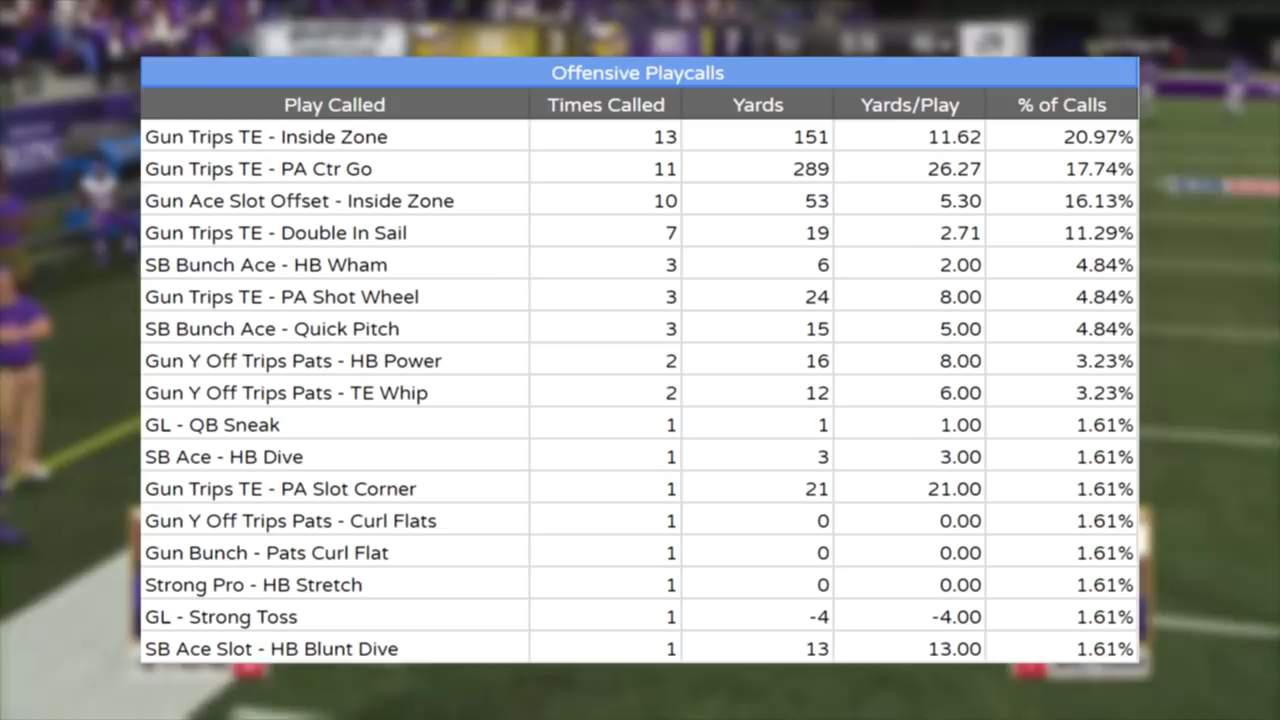 Offensive Playcalls
Play Called Times Called Yards Yards/Play % of Calls
Gun Trips TE - Inside Zone 13 151 11.62 20.97%
Gun Trips TE - PA Ctr Go 11 289 26.27 17.74%
Gun Ace Slot Offset - Inside Zone 10 53 5.30 16.13%
Gun Trips TE - Double In Sail 7 19 2.71 11.29%
SB Bunch Ace - HB Wham 3 6 2.00 4.84%
Gun Trips TE - PA Shot Wheel 3 24 8.00 4.84%
SB Bunch Ace - Quick Pitch 3 15 5.00 4.84%
Gun Y Off Trips Pats - HB Power 2 16 8.00 3.23%
Gun Y Off Trips Pats - TE Whip 2 12 6.00 3.23%
GL - QB Sneak 1 1 1.00 1.61%
SB Ace - HB Dive 1 3 3.00 1.61%
Gun Trips TE - PA Slot Corner 1 21 21.00 1.61%
Gun Y Off Trips Pats - Curl Flats 1 0 0.00 1.61%
Gun Bunch - Pats Curl Flat 1 0 0.00 1.61%
Strong Pro - HB Stretch 1 0 0.00 1.61%
GL - Strong Toss 1 -4 -4.00 1.61%
SB Ace Slot - HB Blunt Dive 1 13 13.00 1.61%